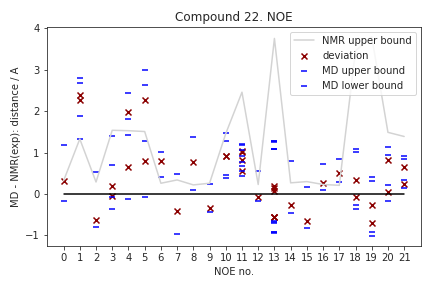 Compound 22. NOE
MD - NMR(exp): distance / A
4
3
2
1
0
−1
NMR upper bound
deviation
MD upper bound
MD lower bound
0 1 2 3 4 5 6 7 8 9 10 11 12 13 14 15 16 17 18 19 20 21
NOE no.